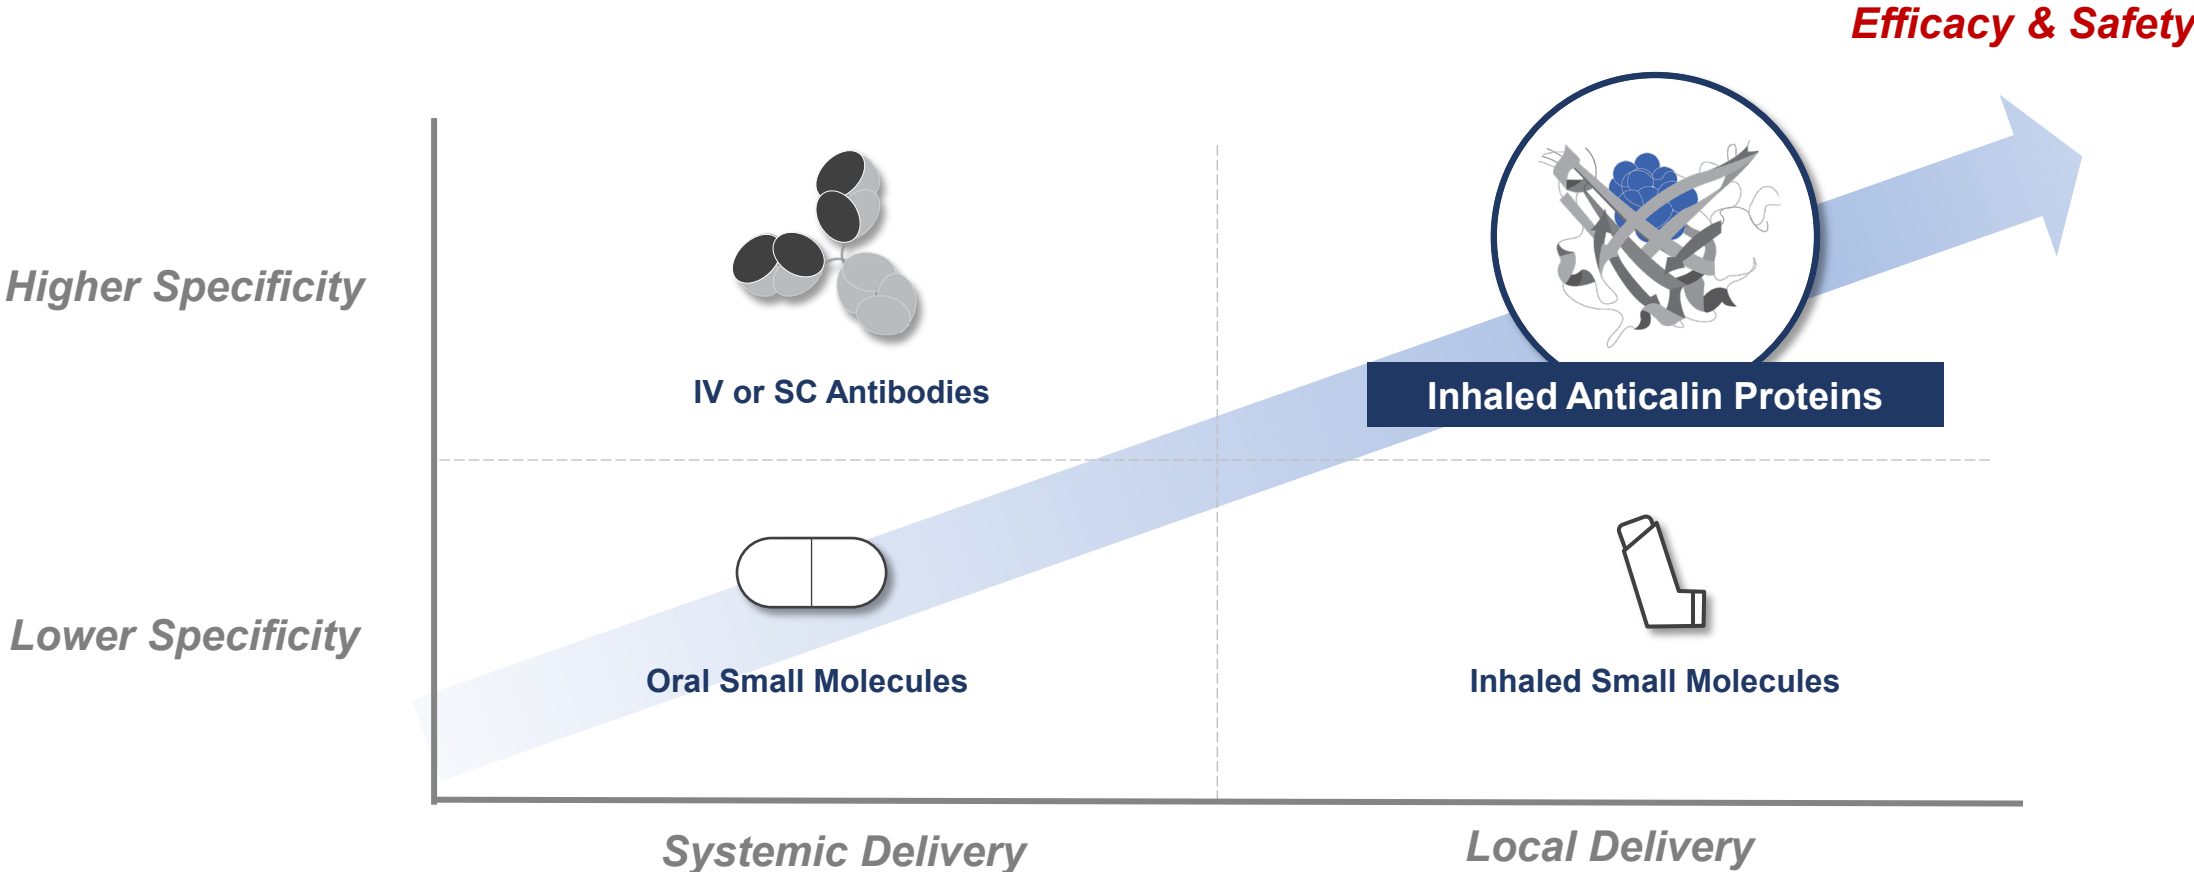 Efficacy & Safety
Higher Specificity
IV or SC Antibodies
Inhaled Anticalin Proteins
Lower Specificity
Oral Small Molecules
Inhaled Small Molecules
Systemic Delivery
Local Delivery